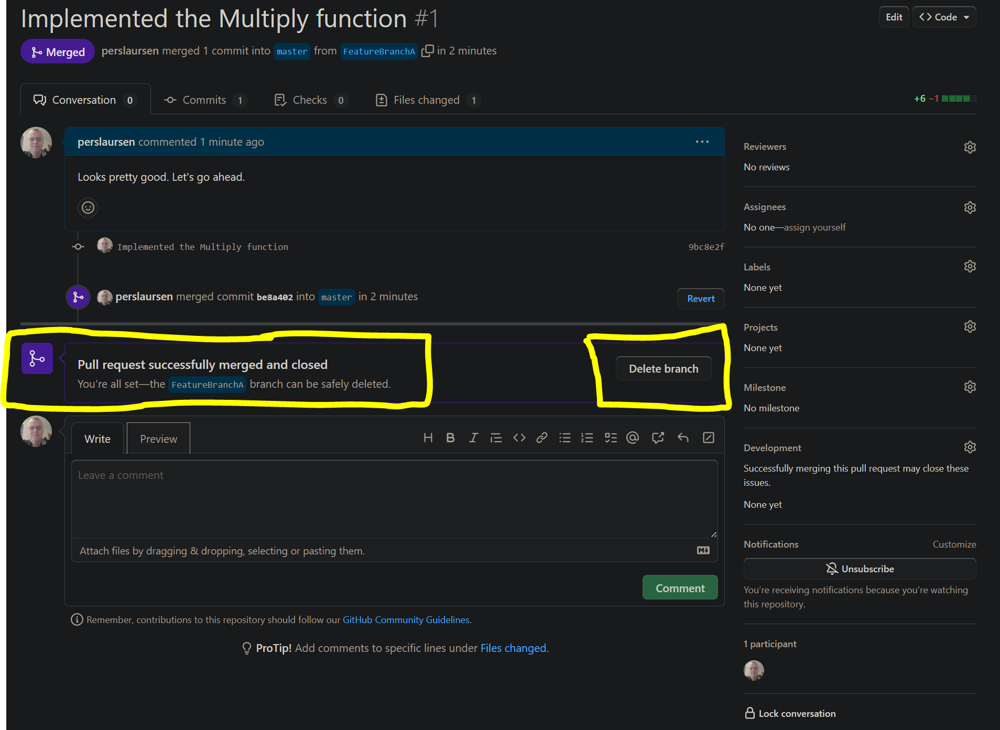 Implemented the Multiply function #1
Edit
Code
Merged
perslaursen merged 1 commit into master from FeatureBranchA in 2 minutes
Conversation 0
Commits 1
Checks 0
Files changed 1
+6 −1
perslaursen commented 1 minute ago
Looks pretty good. Let's go ahead.
Implemented the Multiply function 9bc8e2f
perslaursen merged commit be8a402 into master in 2 minutes
Revert
Pull request successfully merged and closed
You’re all set—the FeatureBranchA branch can be safely deleted.
Delete branch
Write
Preview
Leave a comment
Attach files by dragging & dropping, selecting or pasting them.
Comment
Remember, contributions to this repository should follow our GitHub Community Guidelines.
ProTip! Add comments to specific lines under Files changed.
Reviewers
No reviews
Assignees
No one—assign yourself
Labels
None yet
Projects
None yet
Milestone
No milestone
Development
Successfully merging this pull request may close these
issues.
None yet
Notifications
Customize
Unsubscribe
You’re receiving notifications because you’re watching
this repository.
1 participant
Lock conversation